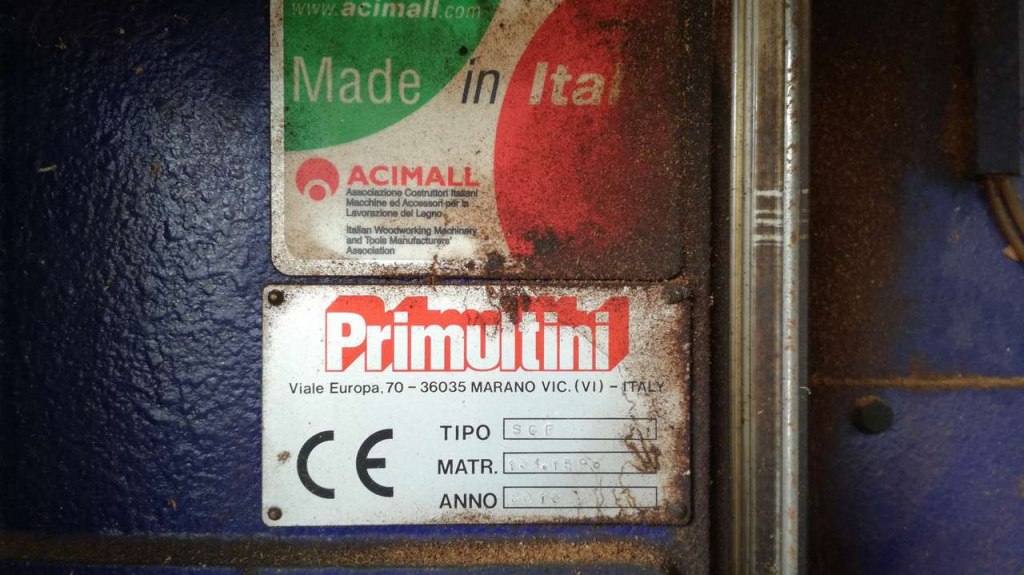 www.acimall.com
Made in Ital
ACIMALL
Associazione Costruttori Italiani
Macchine ed Accessori per la
Lavorazione del Legno
Italian Woodworking Machinery
and Tools Manufacturers'
Association
Primultini
Viale Europa, 70 - 36035 MARANO VIC. (VI) - ITALY
CE
TIPO
MATR.
ANNO